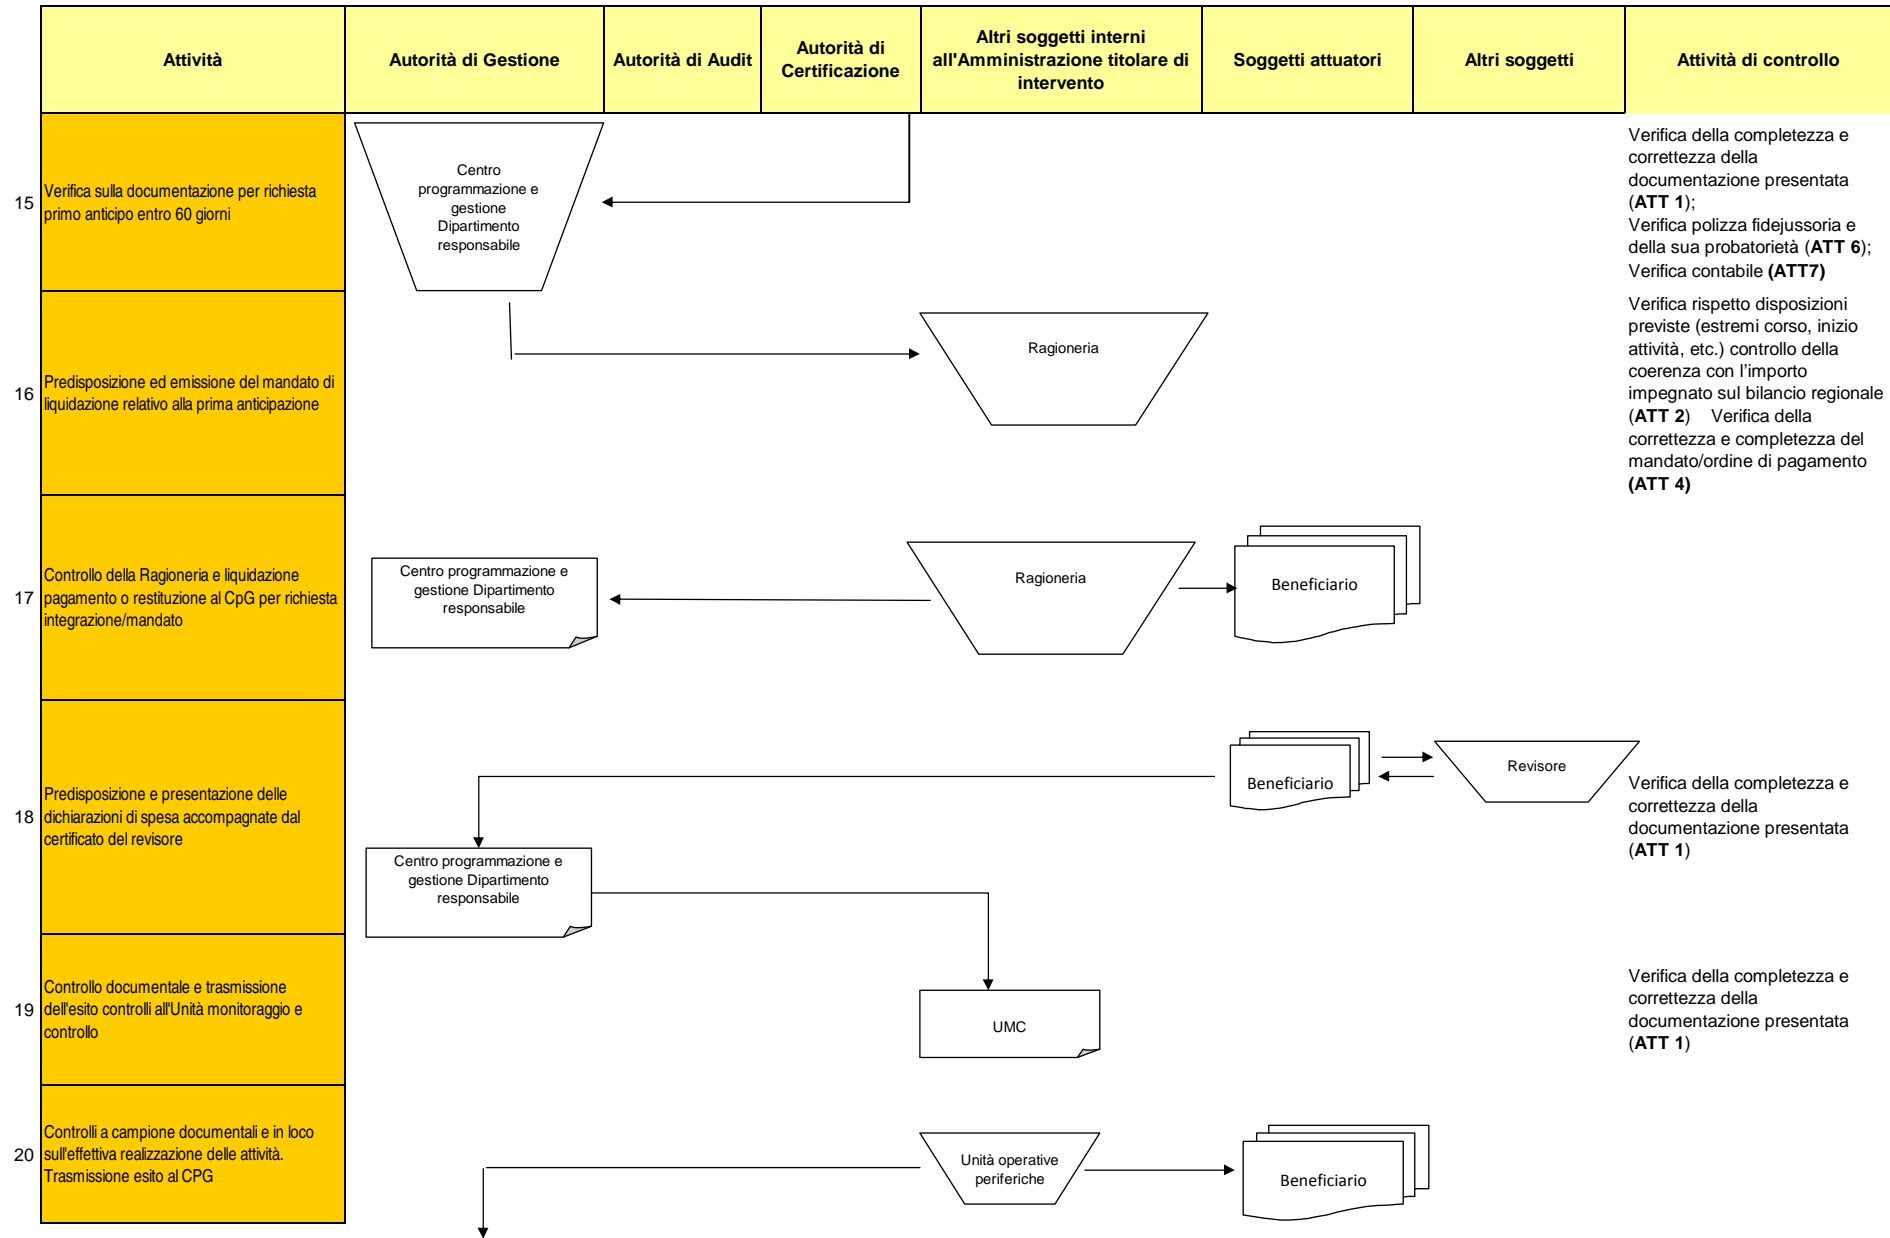 Attività
Autorità di Gestione
Autorità di Audit
Autorità di
Certificazione
Altri soggetti interni
all'Amministrazione titolare di
intervento
Soggetti attuatori
Altri soggetti
Attività di controllo
15
Verifica sulla documentazione per richiesta
primo anticipo entro 60 giorni
Centro
programmazione e
gestione
Dipartimento
responsabile
Verifica della completezza e
correttezza della
documentazione presentata
(ATT 1);
Verifica polizza fidejussoria e
della sua probatorietà (ATT 6);
Verifica contabile (ATT7)
16
Predisposizione ed emissione del mandato di
liquidazione relativo alla prima anticipazione
Ragioneria
Verifica rispetto disposizioni
previste (estremi corso, inizio
attività, etc.) controllo della
coerenza con l'importo
impegnato sul bilancio regionale
(ATT 2) Verifica della
correttezza e completezza del
mandato/ordine di pagamento
(ATT 4)
17
Controllo della Ragioneria e liquidazione
pagamento o restituzione al CpG per richiesta
integrazione/mandato
Centro programmazione e
gestione Dipartimento
responsabile
Ragioneria
Beneficiario
18
Predisposizione e presentazione delle
dichiarazioni di spesa accompagnate dal
certificato del revisore
Centro programmazione e
gestione Dipartimento
responsabile
Beneficiario
Revisore
Verifica della completezza e
correttezza della
documentazione presentata
(ATT 1)
19
Controllo documentale e trasmissione
dell'esito controlli all'Unità monitoraggio e
controllo
UMC
Verifica della completezza e
correttezza della
documentazione presentata
(ATT 1)
20
Controlli a campione documentali e in loco
sull'effettiva realizzazione delle attività.
Trasmissione esito al CPG
Unità operative
periferiche
Beneficiario